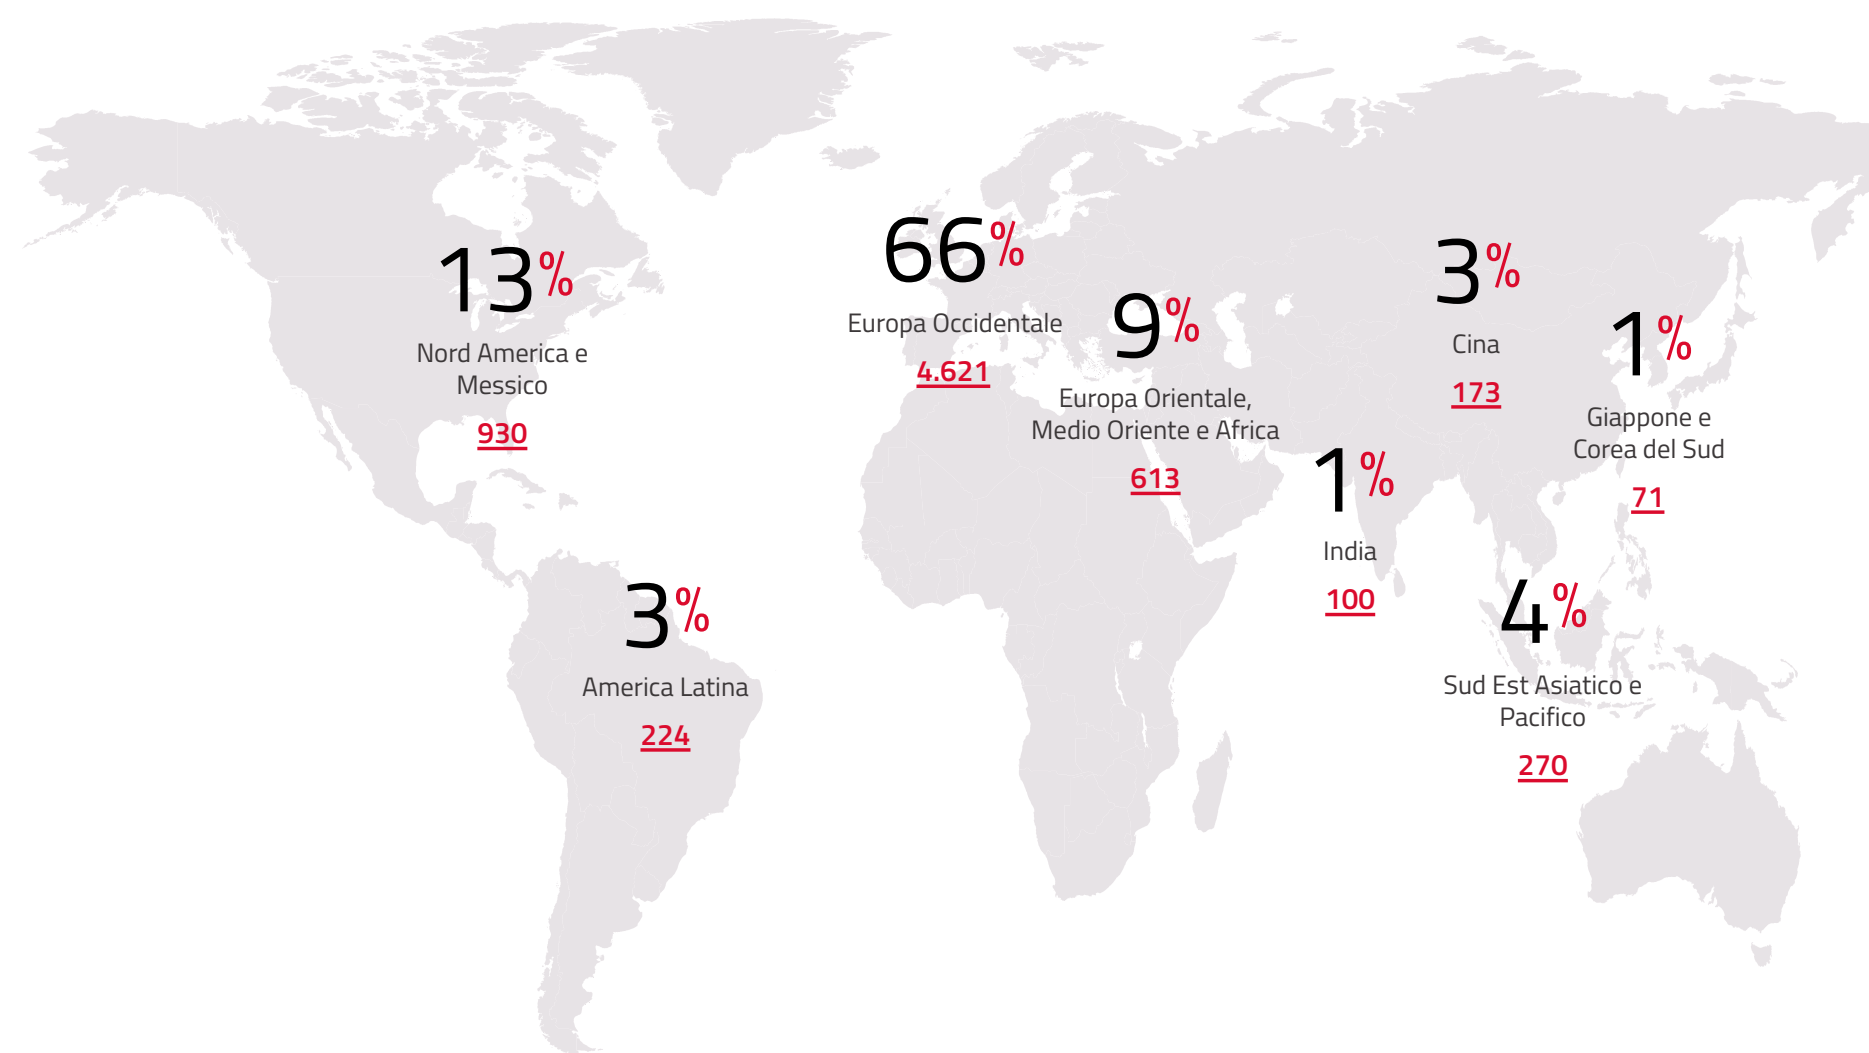 13%
Nord America e
Messico
930
66%
Europa Occidentale
4.621
9%
Europa Orientale,
Medio Oriente e Africa
613
3%
Cina
173
1%
Giappone e
Corea del Sud
71
1%
India
100
3%
America Latina
224
4%
Sud Est Asiatico e
Pacifico
270